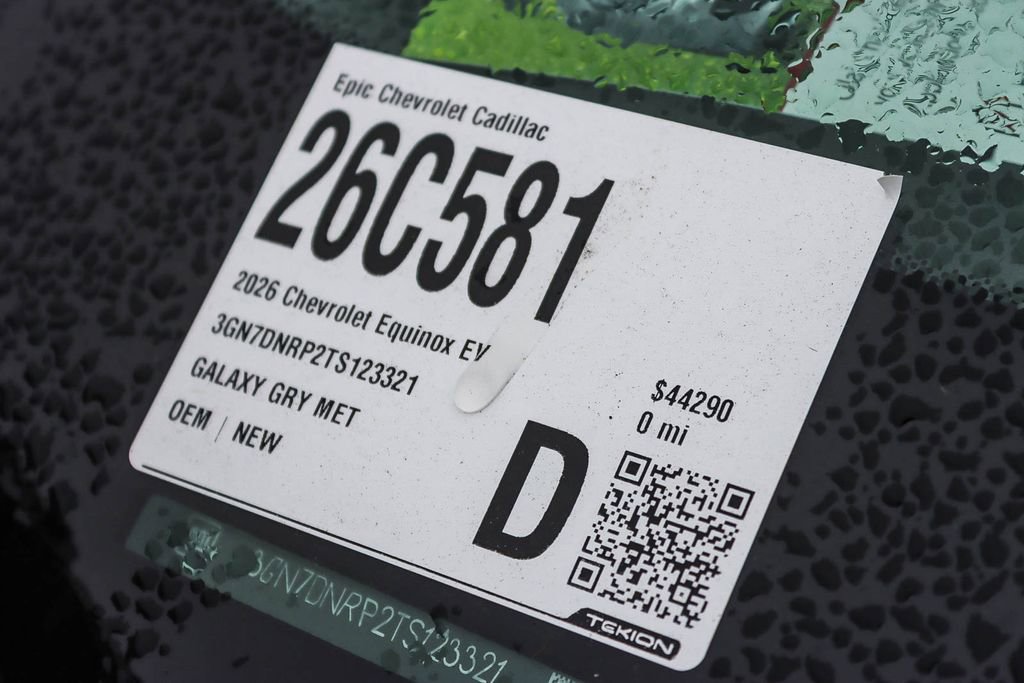 Epic Chevrolet Cadillac
26C581
2026 Chevrolet Equinox EV
3GN7DNRP2TS123321
GALAXY GRY MET
OEM | NEW
$44290
0 mi
D
TEKION
3GN7DNRP2TS123321